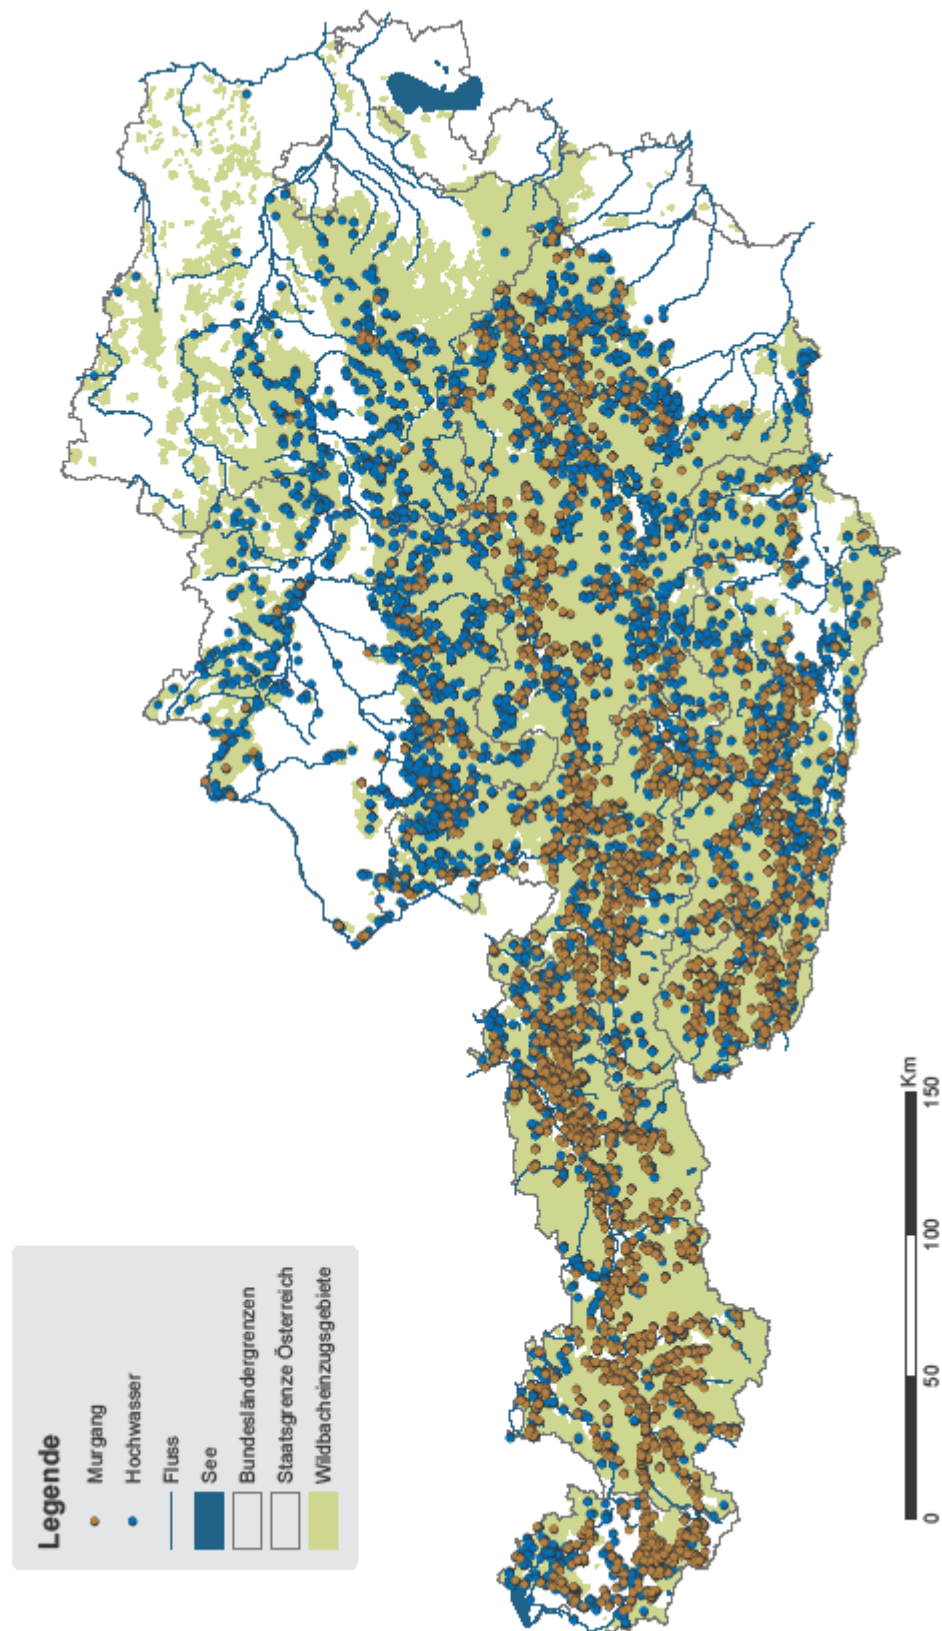 Legende
Murgang
Hochwasser
Fluss
See
Bundesländergrenzen
Staatsgrenze Österreich
Wildbacheinzugsgebiete
0 50 100 150
Km